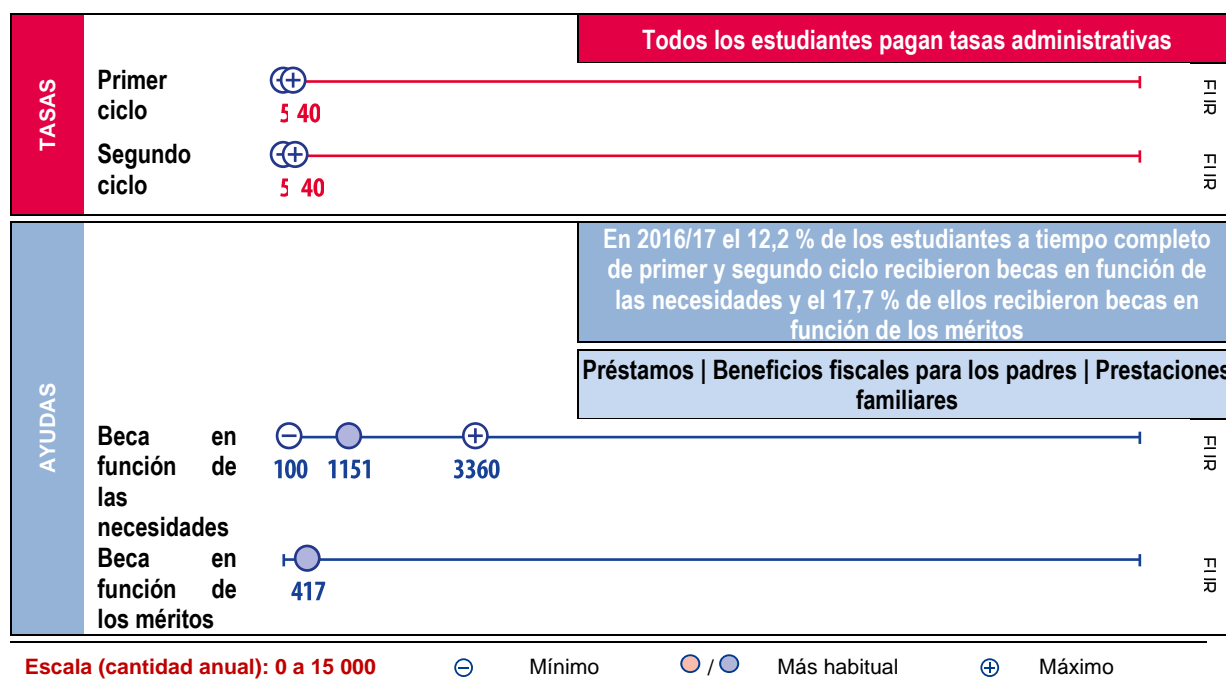 TASAS
Todos los estudiantes pagan tasas administrativas
Primer
ciclo
5 40
EUR
Segundo
ciclo
5 40
EUR
AYUDAS
En 2016/17 el 12,2 % de los estudiantes a tiempo completo
de primer y segundo ciclo recibieron becas en función de
las necesidades y el 17,7 % de ellos recibieron becas en
función de los méritos
Préstamos | Beneficios fiscales para los padres | Prestaciones
familiares
Beca en
función de
las
necesidades
100 1151 3360
EUR
Beca en
función de
los méritos
417
EUR
Escala (cantidad anual): 0 a 15 000 Mínimo / Más habitual Máximo